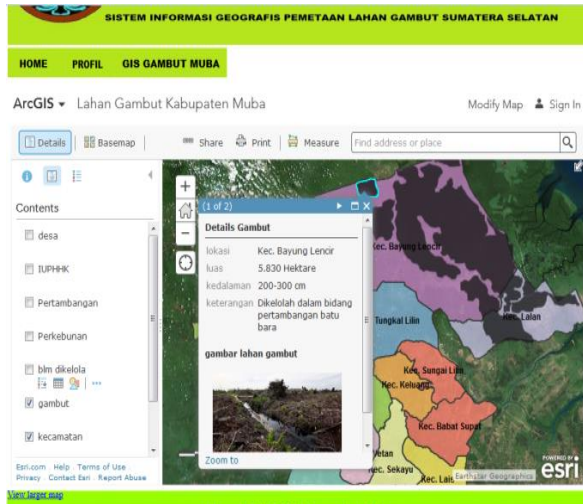 SISTEM INFORMASI GEOGRAFIS PEMETAAN LAHAN GAMBUT SUMATERA SELATAN
HOME PROFIL GIS GAMBUT MUBA
ArcGIS Lahan Gambut Kabupaten Muba Modify Map Sign In
Details Basemap Share Print Measure Find address or place
Contents
desa
IUPHHK
Pertambangan
Perkebunan
blm dikelola
gambut
kecamatan
Esri.com Help Terms of Use
Privacy Contact Esri Report Abuse
(1 of 2)
Details Gambut
lokasi Kec. Bayung Lencir
luas 5.830 Hektare
kedalaman 200-300 cm
keterangan Dikelolah dalam bidang
pertambangan batu
bara
gambar lahan gambut
Zoom to
Kec. Bayung Lencir
Kec. Lalan
Tungkal Lilin
Kec. Sungai Lilin
Kec. Keluang
Kec. Babat Supat
Kec. Sekayu
Kec. Lais
Earthstar Geographics
POWERED BY
esri
View larger map